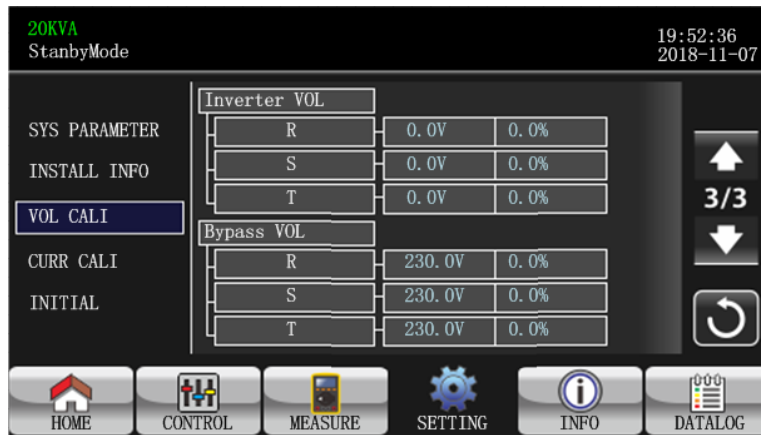 20KVA
StanbyMode
19:52:36
2018-11-07
SYS PARAMETER
INSTALL INFO
VOL CALI
CURR CALI
INITIAL
Inverter VOL
R 0.0V 0.0%
S 0.0V 0.0%
T 0.0V 0.0%
Bypass VOL
R 230.0V 0.0%
S 230.0V 0.0%
T 230.0V 0.0%
3/3
HOME CONTROL MEASURE SETTING INFO DATALOG